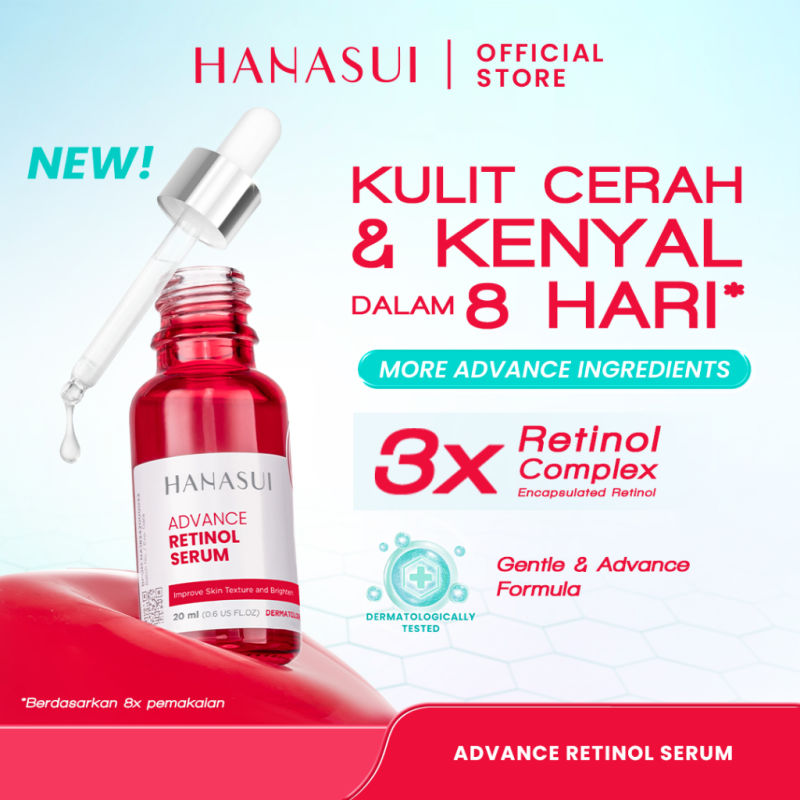 HANASUI
OFFICIAL
STORE
NEW!
KULIT CERAH
& KENYAL
DALAM 8 HARI*
MORE ADVANCE INGREDIENTS
3x
Retinol
Complex
Encapsulated Retinol
DERMATOLOGICALLY
TESTED
Gentle & Advance
Formula
HANASUI
ADVANCE
RETINOL
SERUM
Improve Skin Texture and Brighten
20 ml (0.6 US FL.OZ)
*Berdasarkan 8x pemakaian
ADVANCE RETINOL SERUM